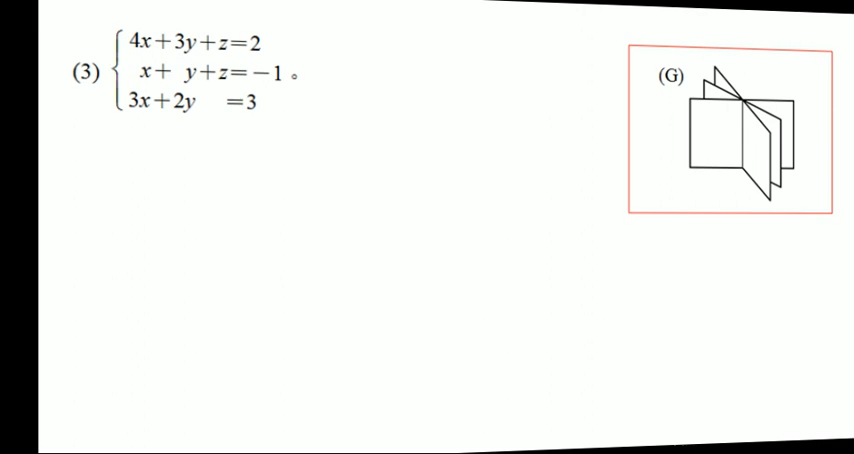 4x+3y+z=2
(3) x+ y+z=−1。
3x+2y =3
(G)